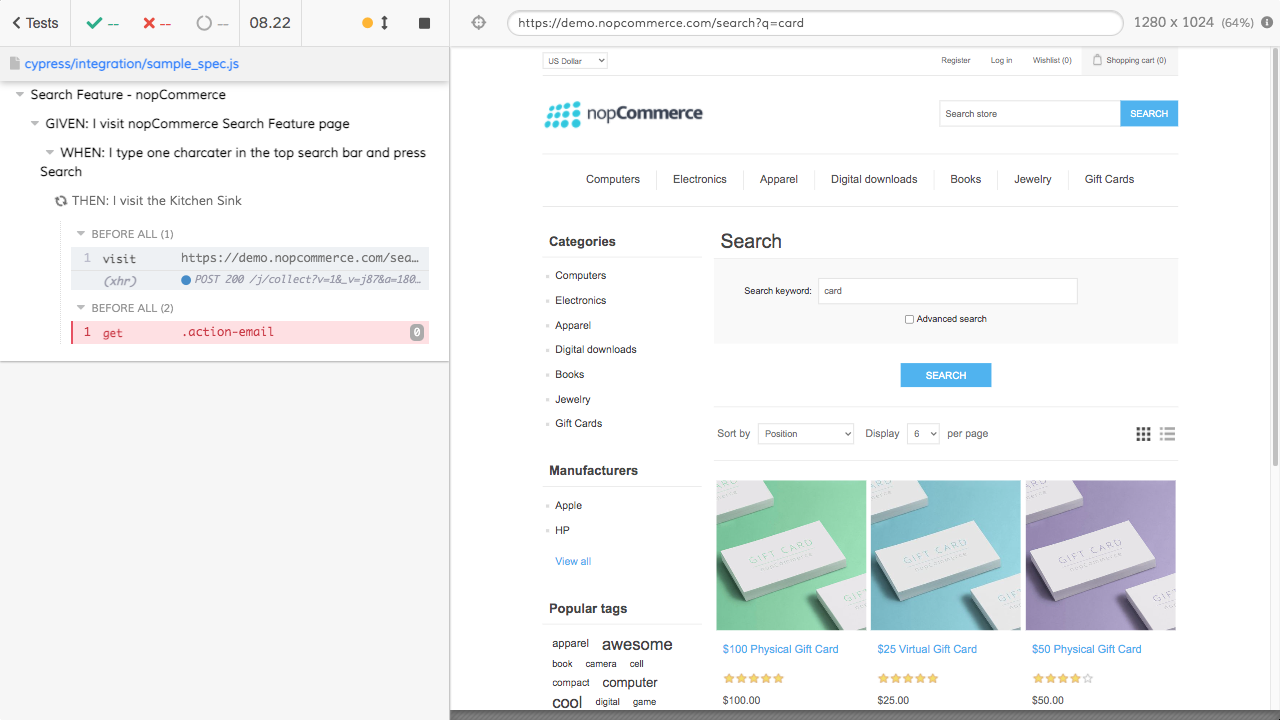 Tests
--
--
--
08.22
https://demo.nopcommerce.com/search?q=card
1280 x 1024 (64%)
cypress/integration/sample_spec.js
Search Feature - nopCommerce
GIVEN: I visit nopCommerce Search Feature page
WHEN: I type one charcater in the top search bar and press
Search
THEN: I visit the Kitchen Sink
BEFORE ALL (1)
1 visit https://demo.nopcommerce.com/sea...
(xhr) POST 200 /j/collect?v=1&_v=j87&a=180...
BEFORE ALL (2)
1 get .action-email 0
US Dollar
Register Log in Wishlist (0) Shopping cart (0)
nopCommerce
Search store SEARCH
Computers Electronics Apparel Digital downloads Books Jewelry Gift Cards
Categories
Computers
Electronics
Apparel
Digital downloads
Books
Jewelry
Gift Cards
Manufacturers
Apple
HP
View all
Popular tags
apparel awesome
book camera cell
compact computer
cool digital game
Search
Search keyword: card
Advanced search
SEARCH
Sort by Position Display 6 per page
GIFT CARD
nopCommerce
GIFT CARD
nopCommerce
GIFT CARD
nopCommerce
$100 Physical Gift Card
$100.00
$25 Virtual Gift Card
$25.00
$50 Physical Gift Card
$50.00